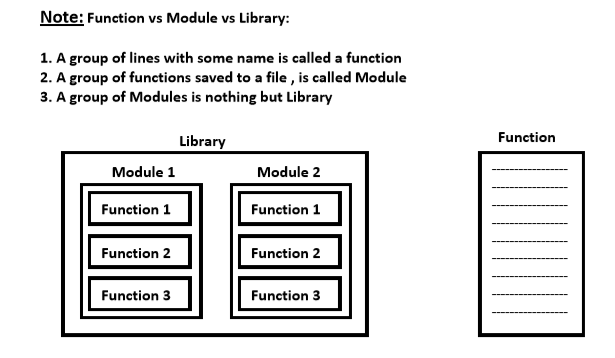 Note: Function vs Module vs Library:
1. A group of lines with some name is called a function
2. A group of functions saved to a file , is called Module
3. A group of Modules is nothing but Library
Library
Module 1
Function 1
Function 2
Function 3
Module 2
Function 1
Function 2
Function 3
Function